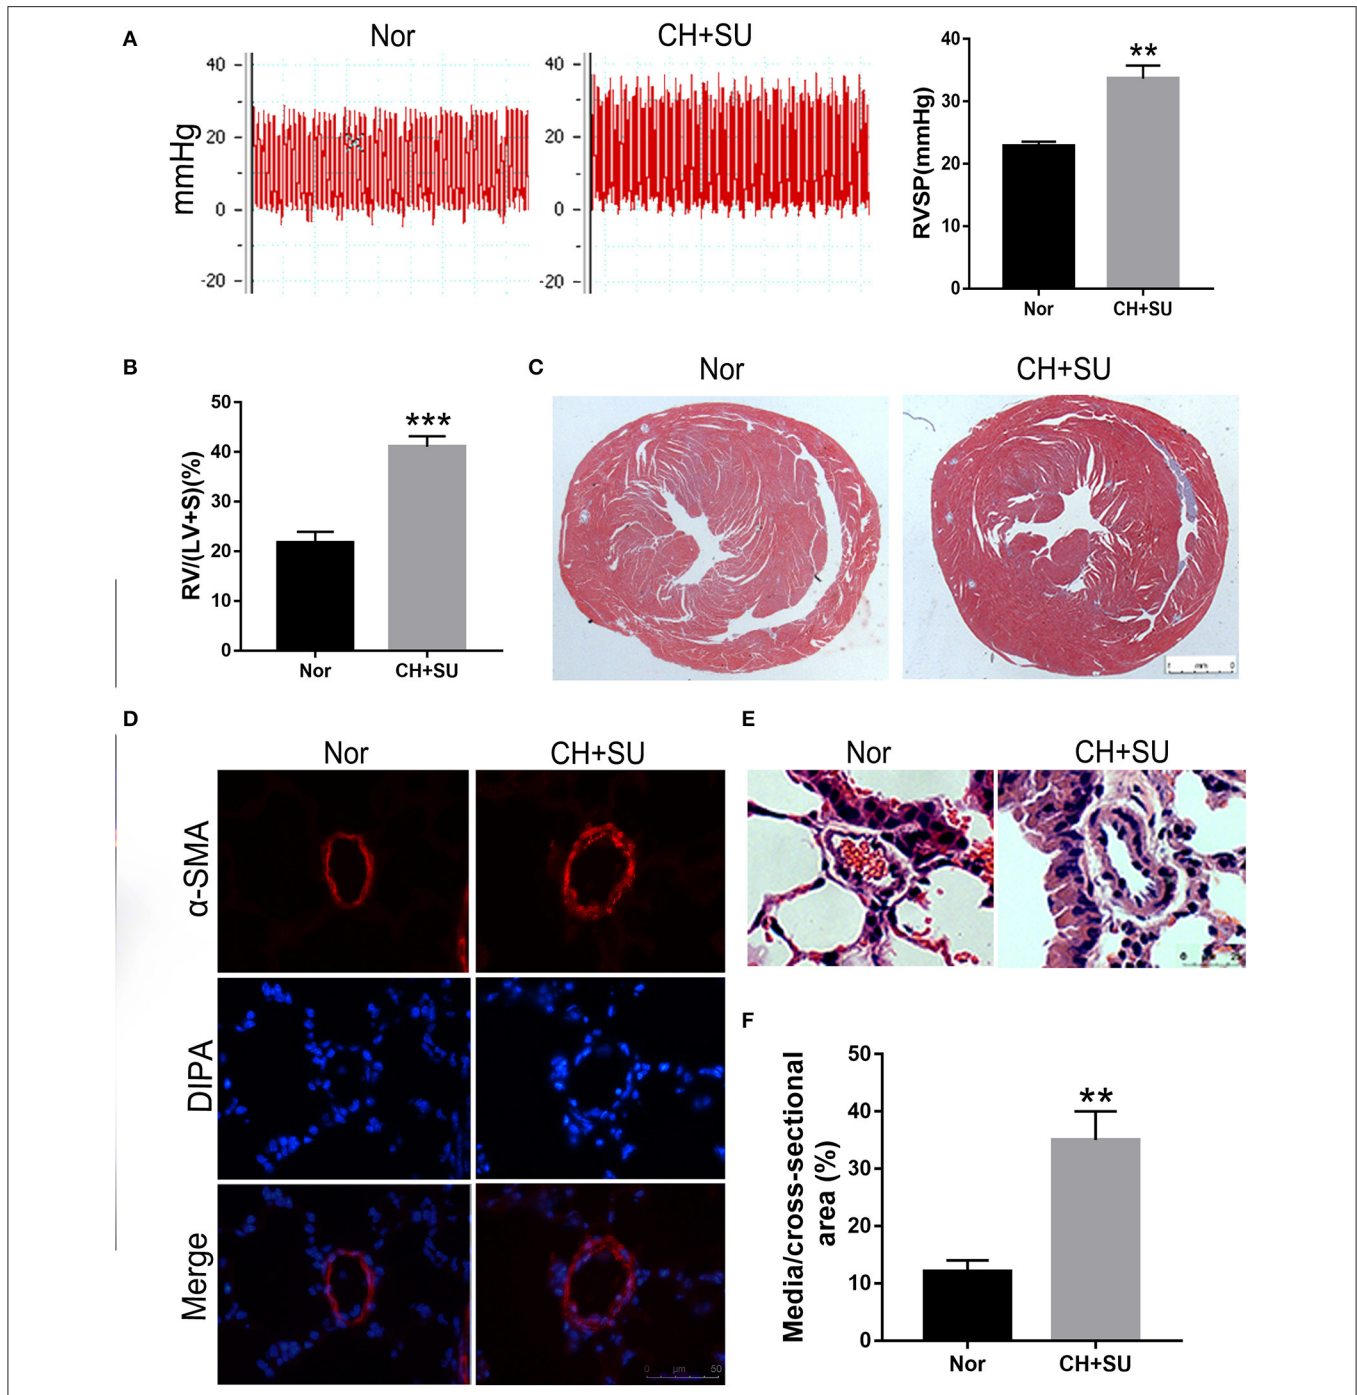 A
Nor
CH+SU
mmHg
40
20
0
-20
40
20
0
-20
**
RVSP(mmHg)
40
30
20
10
0
Nor
CH+SU
B
***
RV/(LV+S)(%)
50
40
30
20
10
0
Nor
CH+SU
C
Nor
CH+SU
1 mm 0
D
Nor
CH+SU
α-SMA
DIPA
Merge
0 µm 50
E
Nor
CH+SU
F
**
Media/cross-sectional
area (%)
50
40
30
20
10
0
Nor
CH+SU